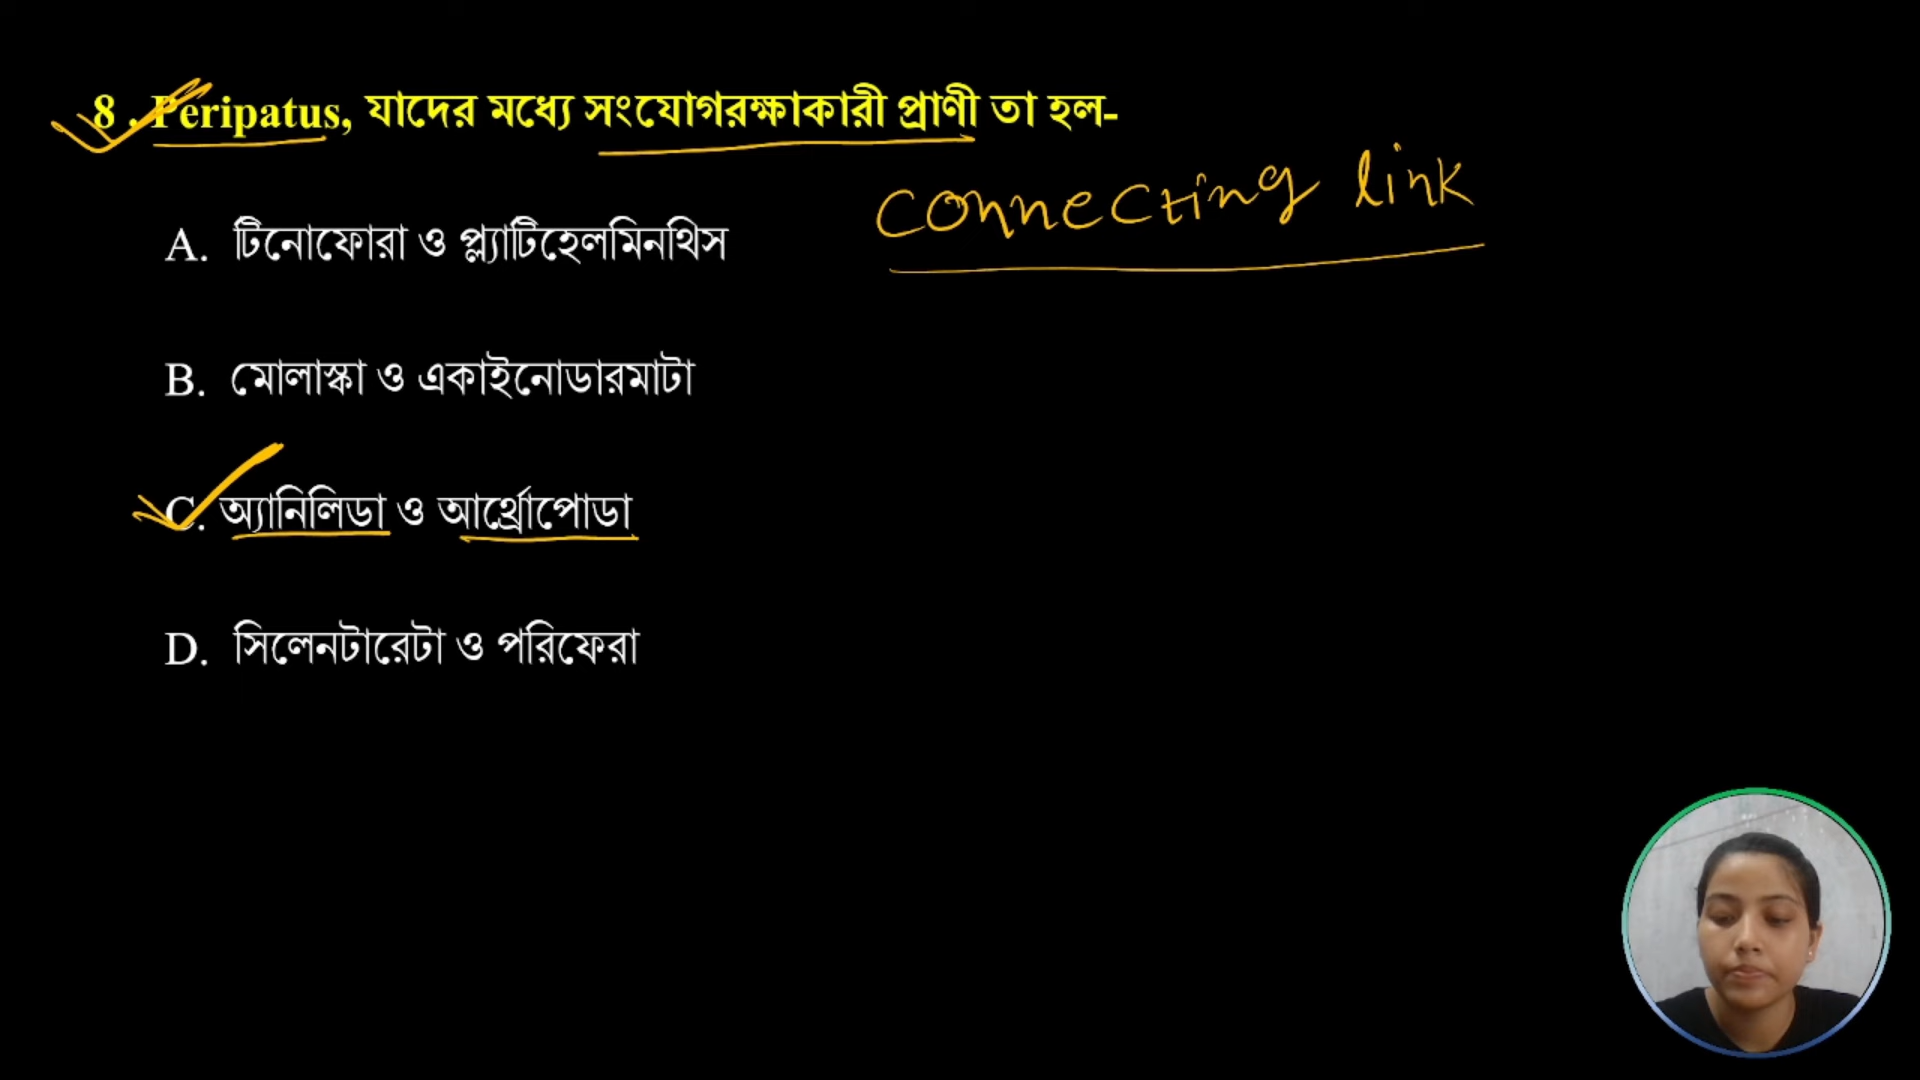 8 . Peripatus, যাদের মধ্যে সংযোগরক্ষাকারী প্রাণী তা হল-
connecting link
A. টিনোফোরা ও প্ল্যাটিহেলমিনথিস
B. মোলাস্কা ও একাইনোডারমাটা
C. অ্যানিলিডা ও আর্থ্রোপোডা
D. সিলেনটারেটা ও পরিফেরা